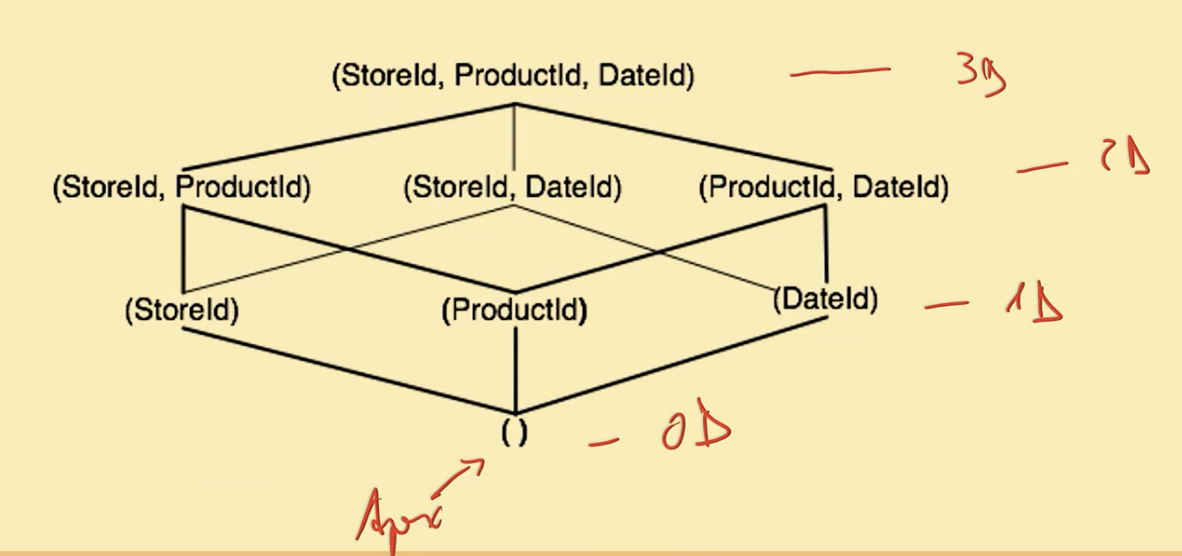 (StoreId, ProductId, DateId) — 3D
(StoreId, ProductId) (StoreId, DateId) (ProductId, DateId) — 2D
(StoreId) (ProductId) (DateId) — 1D
() — 0D
Apex